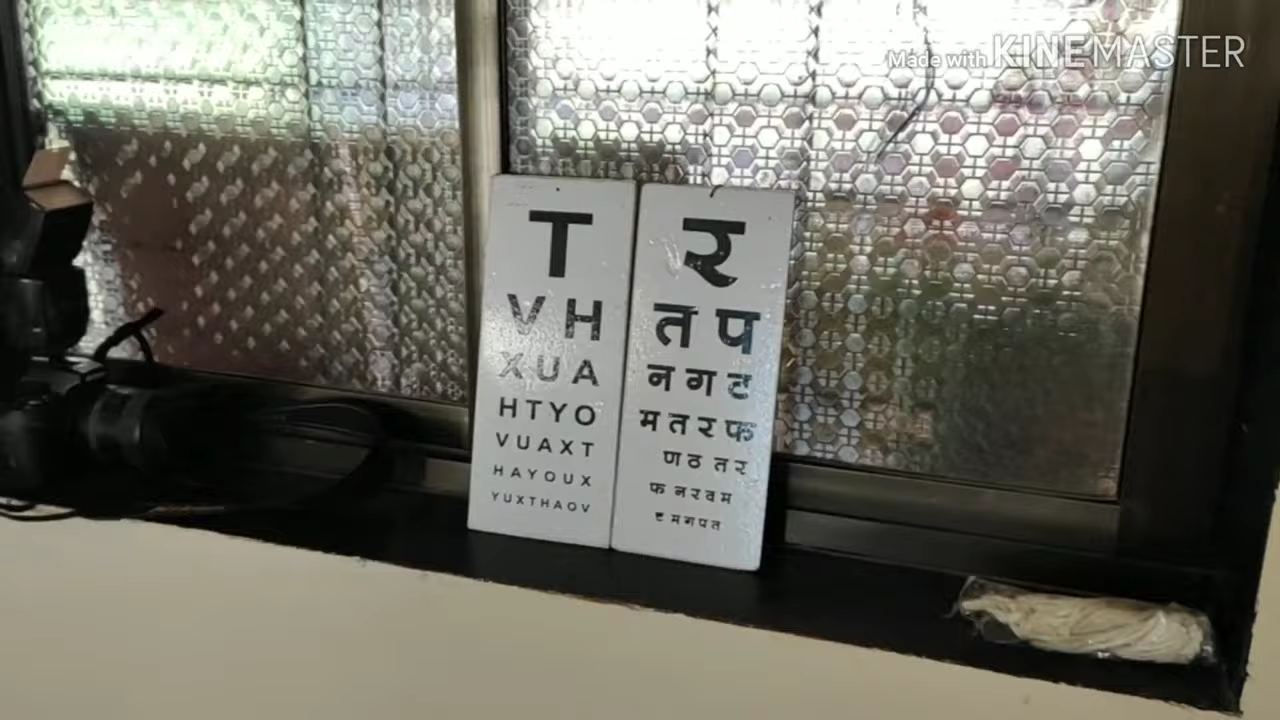 Made with KINEMASTER
T
V H
X U A
H T Y O
V U A X T
H A Y O U X
Y U X T H A O V
र
त प
न ग ट
म त र फ
ण ठ त र
फ न र व म
ट म ग प त